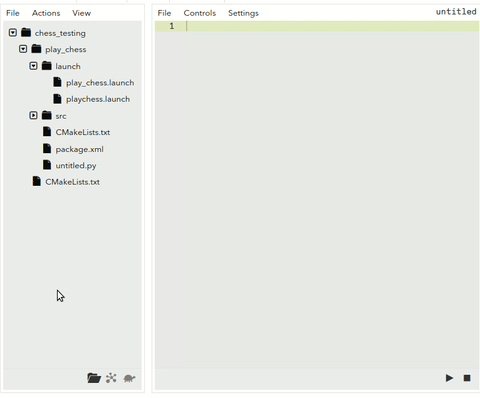 File Actions View
chess_testing
play_chess
launch
play_chess.launch
playchess.launch
src
CMakeLists.txt
package.xml
untitled.py
CMakeLists.txt
File Controls Settings untitled
1